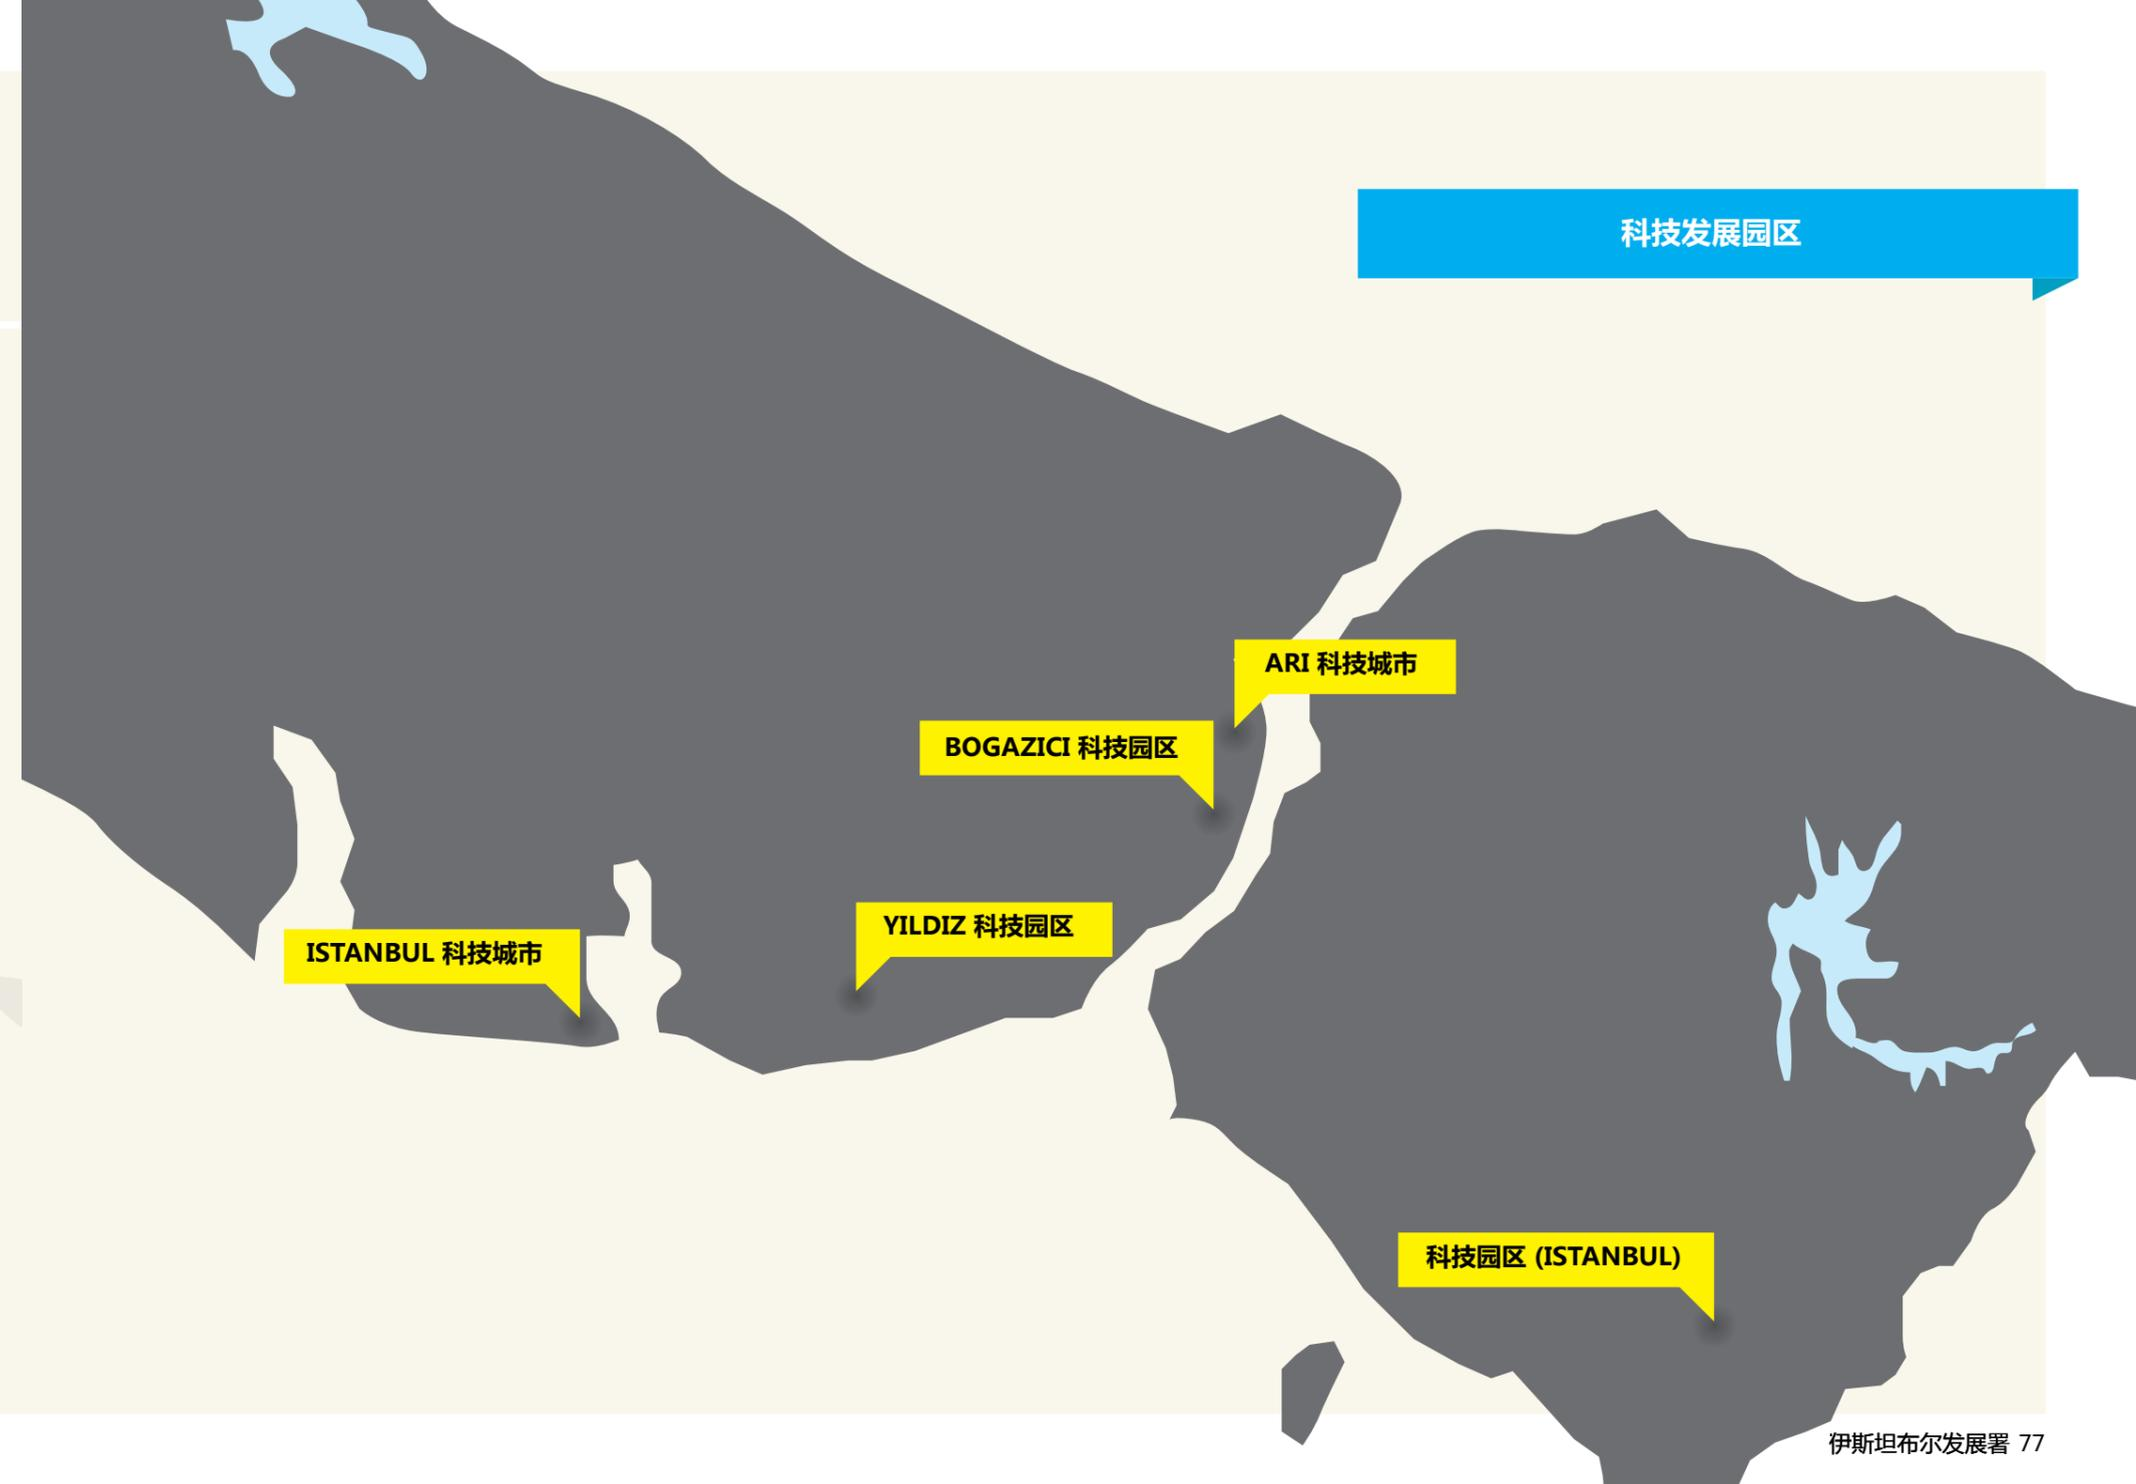 科技发展园区
ARI 科技城市
BOGAZICI 科技园区
YILDIZ 科技园区
ISTANBUL 科技城市
科技园区 (ISTANBUL)
伊斯坦布尔发展署 77